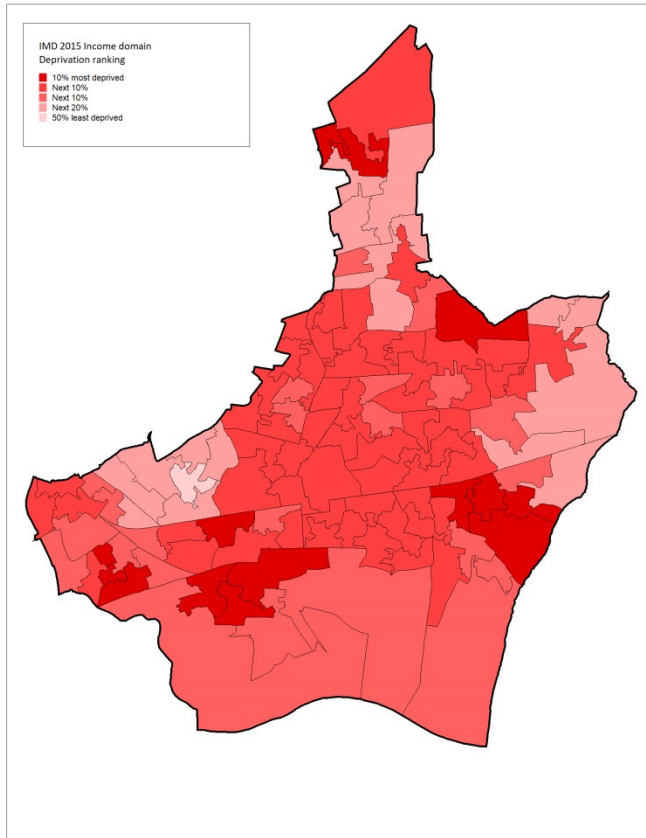 IMD 2015 Income domain
Deprivation ranking
10% most deprived
Next 10%
Next 10%
Next 20%
50% least deprived